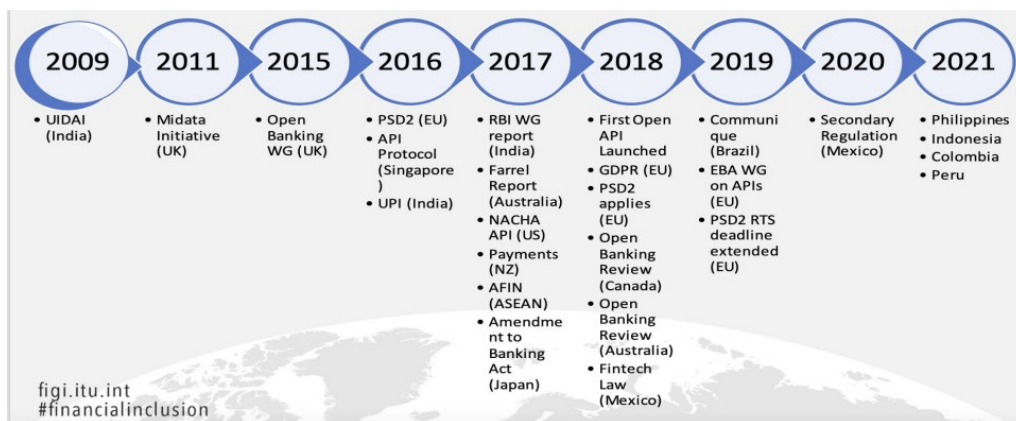 2009
2011
2015
2016
2017
2018
2019
2020
2021
• UIDAI
(India)
• Midata
Initiative
(UK)
• Open
Banking
WG (UK)
• PSD2 (EU)
• API
Protocol
(Singapore
)
• UPI (India)
• RBI WG
report
(India)
• Farrel
Report
(Australia)
• NACHA
API (US)
• Payments
(NZ)
• AFIN
(ASEAN)
• Amendme
nt to
Banking
Act
(Japan)
• First Open
API
Launched
• GDPR (EU)
• PSD2
applies
(EU)
• Open
Banking
Review
(Canada)
• Open
Banking
Review
(Australia)
• Fintech
Law
(Mexico)
• Communi
que
(Brazil)
• EBA WG
on APIs
(EU)
• PSD2 RTS
deadline
extended
(EU)
• Secondary
Regulation
(Mexico)
• Philippines
• Indonesia
• Colombia
• Peru
figi.itu.int
#financialinclusion